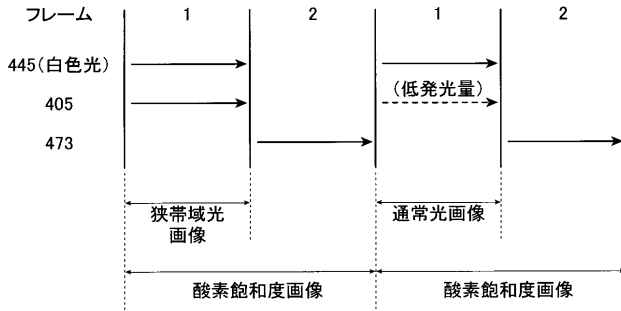 フレーム 1 2 1 2
445(白色光)
(低発光量)
405
473
狭帯域光
画像
通常光画像
酸素飽和度画像 酸素飽和度画像